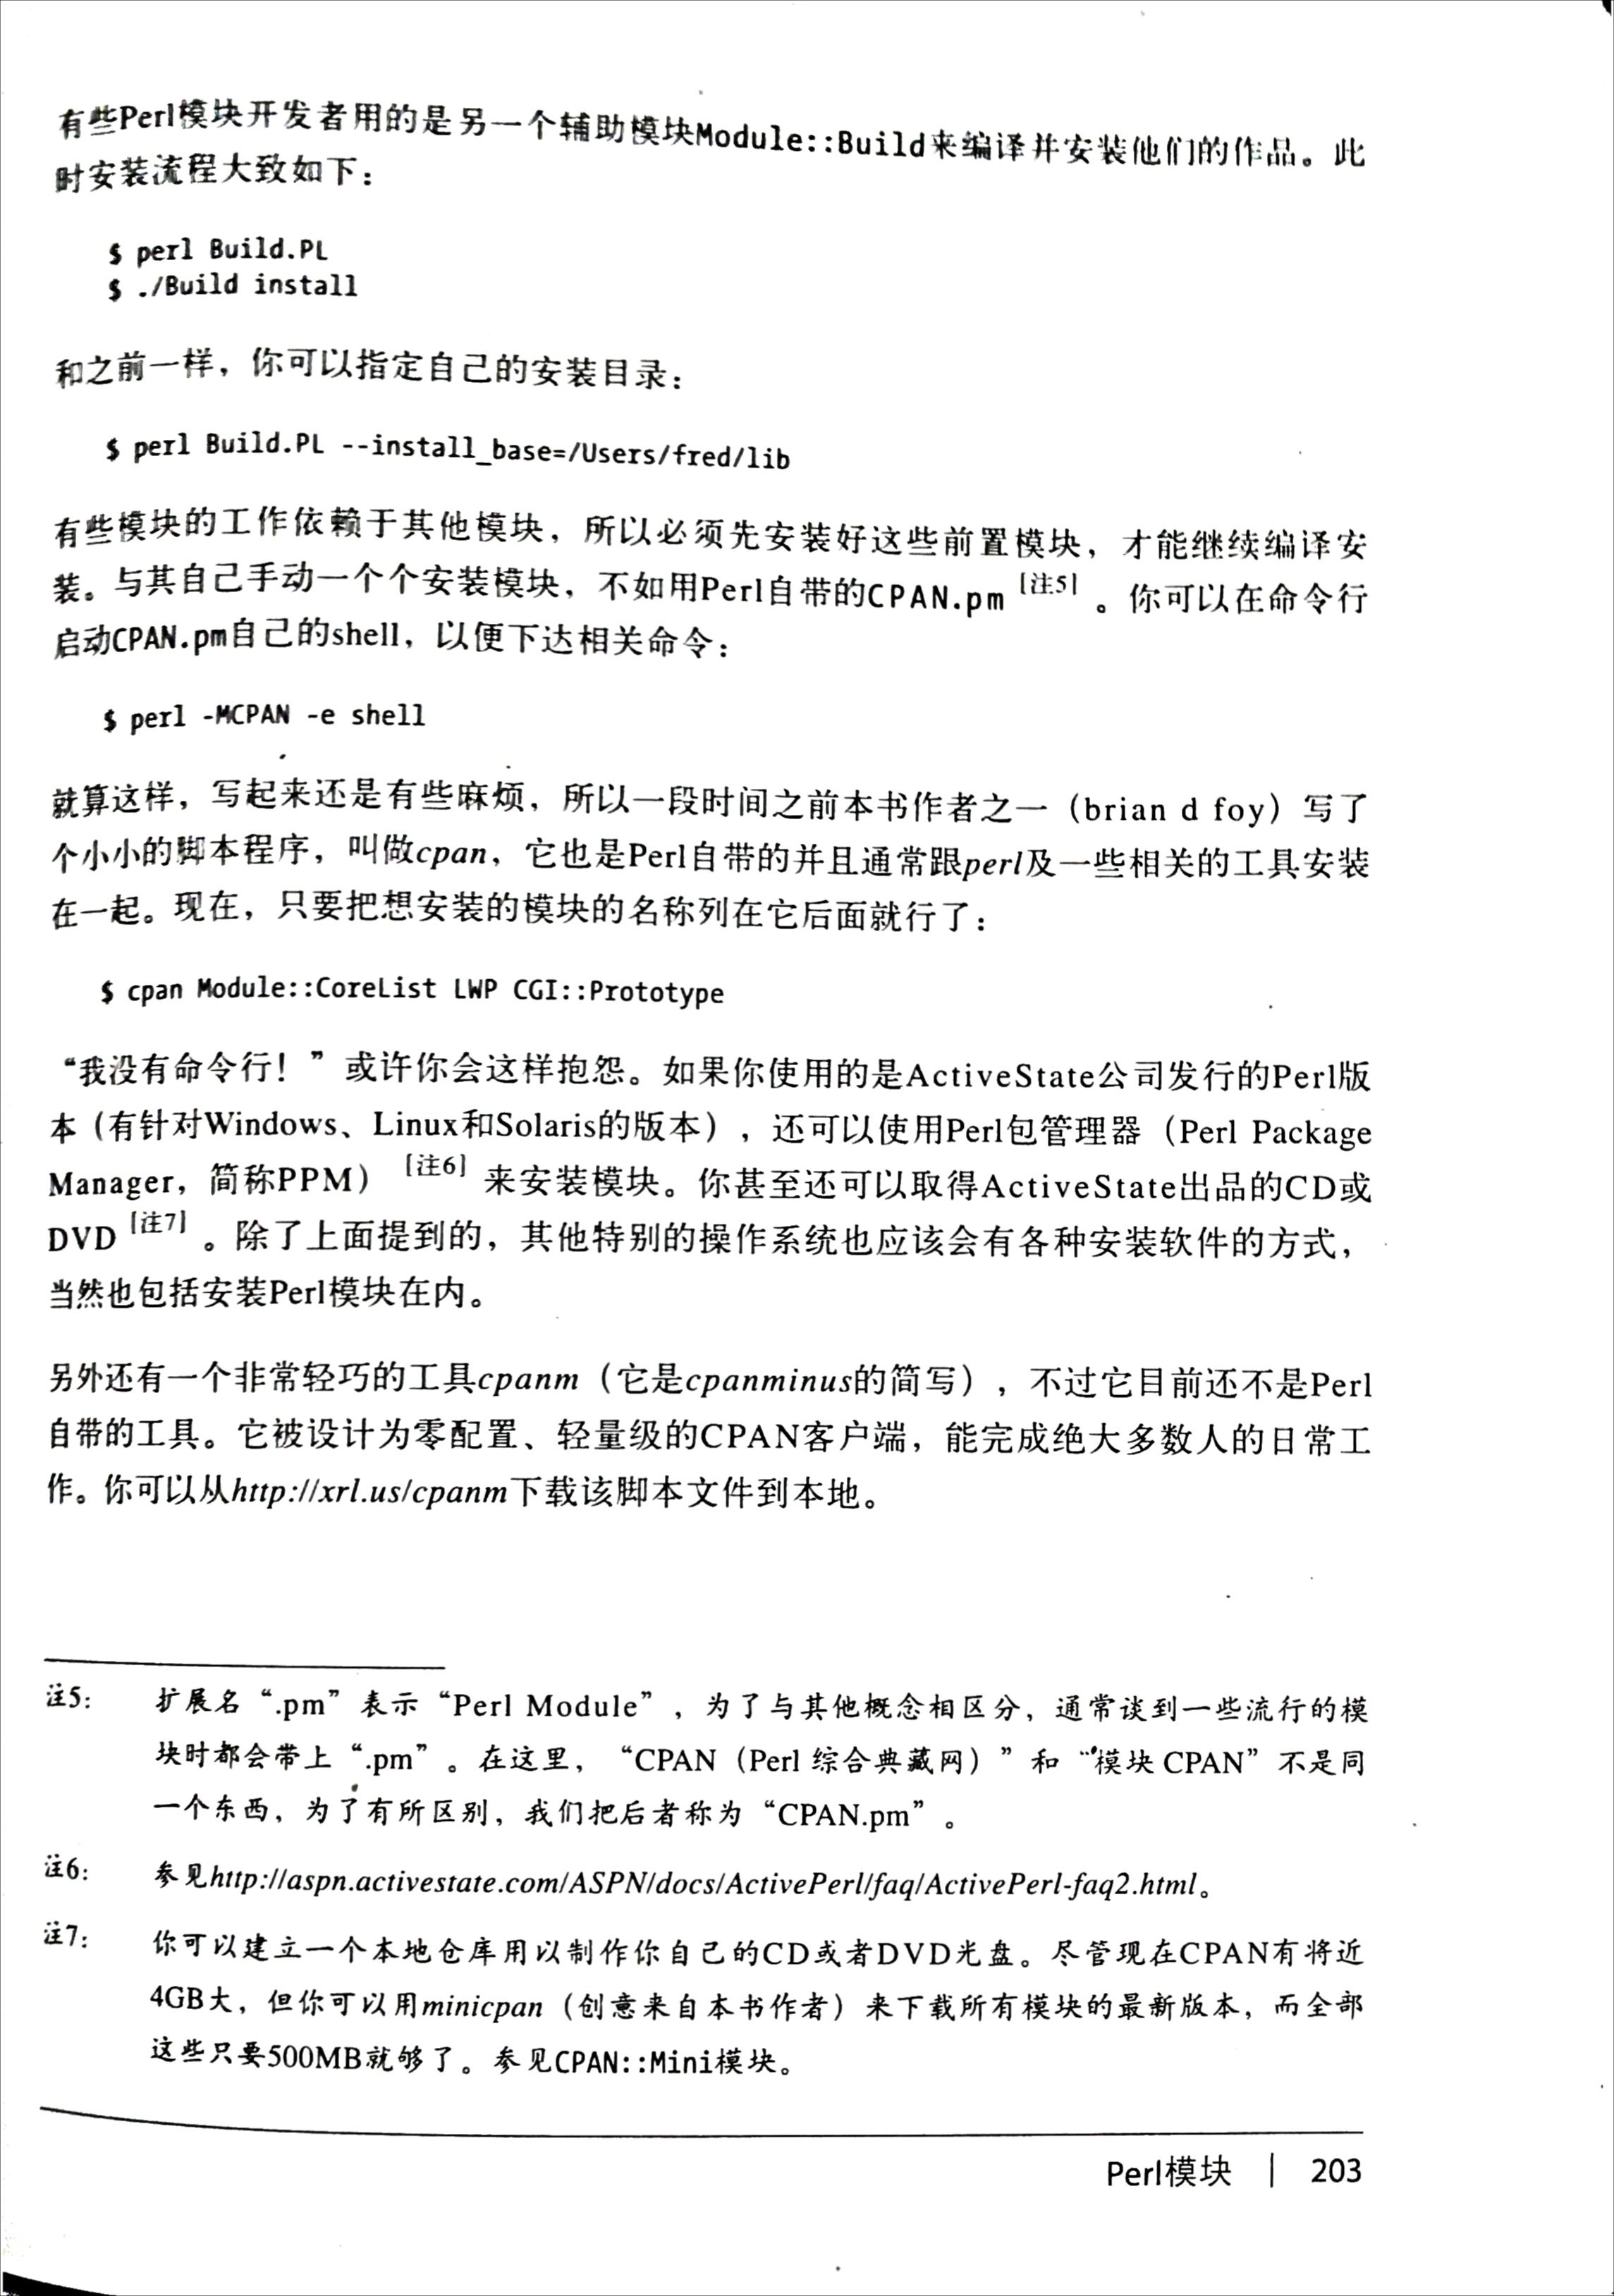 有些Perl模块开发者用的是另一个辅助模块Module::Build来编译并安装他们的作品。此
时安装流程大致如下：
$ perl Build.PL
$ ./Build install
和之前一样，你可以指定自己的安装目录：
$ perl Build.PL --install_base=/Users/fred/lib
有些模块的工作依赖于其他模块，所以必须先安装好这些前置模块，才能继续编译安
装。与其自己手动一个个安装模块，不如用Perl自带的CPAN.pm[注5]。你可以在命令行
启动CPAN.pm自己的shell，以便下达相关命令：
$ perl -MCPAN -e shell
就算这样，写起来还是有些麻烦，所以一段时间之前本书作者之一（brian d foy）写了
个小小的脚本程序，叫做cpan，它也是Perl自带的并且通常跟perl及一些相关的工具安装
在一起。现在，只要把想安装的模块的名称列在它后面就行了：
$ cpan Module::CoreList LWP CGI::Prototype
“我没有命令行！”或许你会这样抱怨。如果你使用的是ActiveState公司发行的Perl版
本（有针对Windows、Linux和Solaris的版本），还可以使用Perl包管理器（Perl Package
Manager，简称PPM）[注6]来安装模块。你甚至还可以取得ActiveState出品的CD或
DVD[注7]。除了上面提到的，其他特别的操作系统也应该会有各种安装软件的方式，
当然也包括安装Perl模块在内。
另外还有一个非常轻巧的工具cpanm（它是cpanminus的简写），不过它目前还不是Perl
自带的工具。它被设计为零配置、轻量级的CPAN客户端，能完成绝大多数人的日常工
作。你可以从http://xrl.us/cpanm下载该脚本文件到本地。
注5： 扩展名“.pm”表示“Perl Module”，为了与其他概念相区分，通常谈到一些流行的模
块时都会带上“.pm”。在这里，“CPAN（Perl 综合典藏网）”和“模块 CPAN”不是同
一个东西，为了有所区别，我们把后者称为“CPAN.pm”。
注6： 参见http://aspn.activestate.com/ASPN/docs/ActivePerl/faq/ActivePerl-faq2.html。
注7： 你可以建立一个本地仓库用以制作你自己的CD或者DVD光盘。尽管现在CPAN有将近
4GB大，但你可以用minicpan（创意来自本书作者）来下载所有模块的最新版本，而全部
这些只要500MB就够了。参见CPAN::Mini模块。
Perl模块 | 203